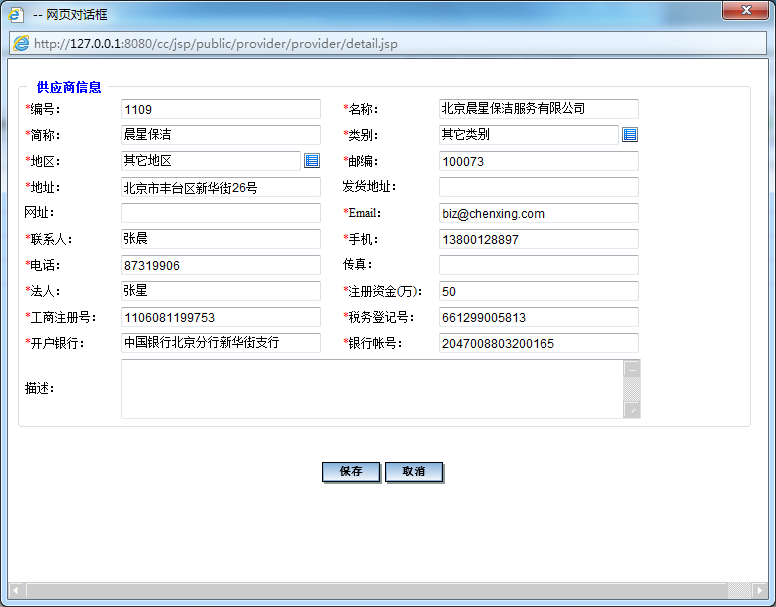 -- 网页对话框
http://127.0.0.1:8080/cc/jsp/public/provider/provider/detail.jsp
供应商信息
*编号： 1109 *名称： 北京晨星保洁服务有限公司
*简称： 晨星保洁 *类别： 其它类别
*地区： 其它地区 *邮编： 100073
*地址： 北京市丰台区新华街26号 发货地址：
网址： *Email： biz@chenxing.com
*联系人： 张晨 *手机： 13800128897
*电话： 87319906 传真：
*法人： 张星 *注册资金(万)： 50
*工商注册号： 1106081199753 *税务登记号： 661299005813
*开户银行： 中国银行北京分行新华街支行 *银行帐号： 2047008803200165
描述：
保存 取消